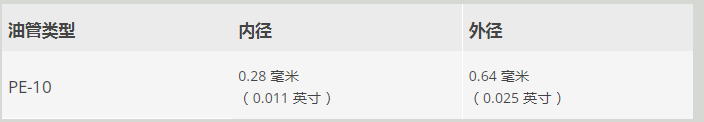 油管类型 内径 外径
PE-10 0.28 毫米 0.64 毫米
（0.011 英寸） （0.025 英寸）